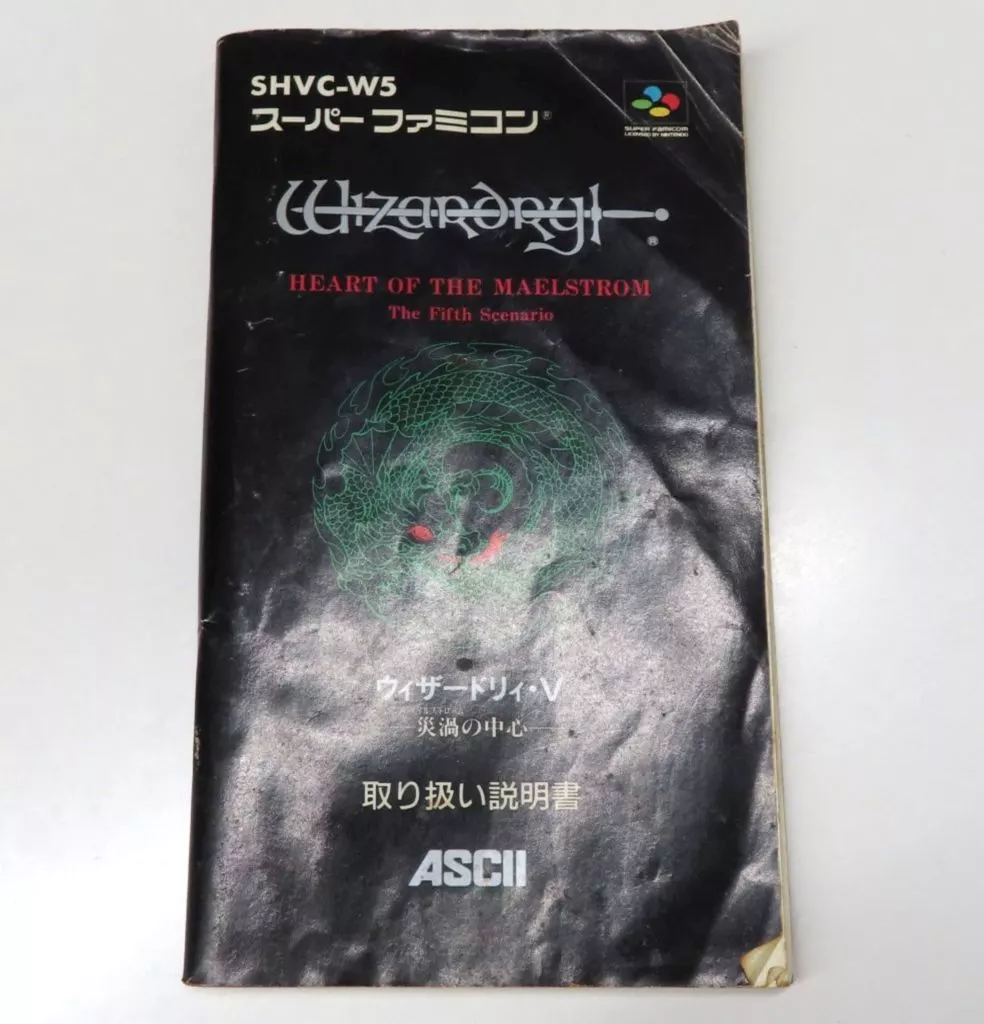 SHVC-W5
スーパーファミコン®
SUPER FAMICOM
LICENSED BY NINTENDO
Wizardry®
HEART OF THE MAELSTROM
The Fifth Scenario
ウィザードリィ・V
災渦の中心
取り扱い説明書
ASCII